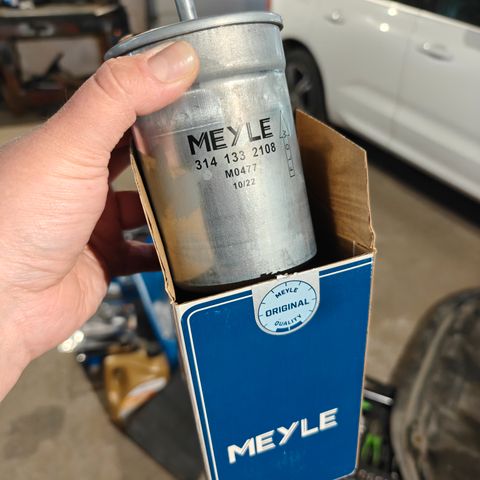 MEYLE
314 133 2108
M0477
10/22
MEYLE
ORIGINAL
QUALITY
MEYLE